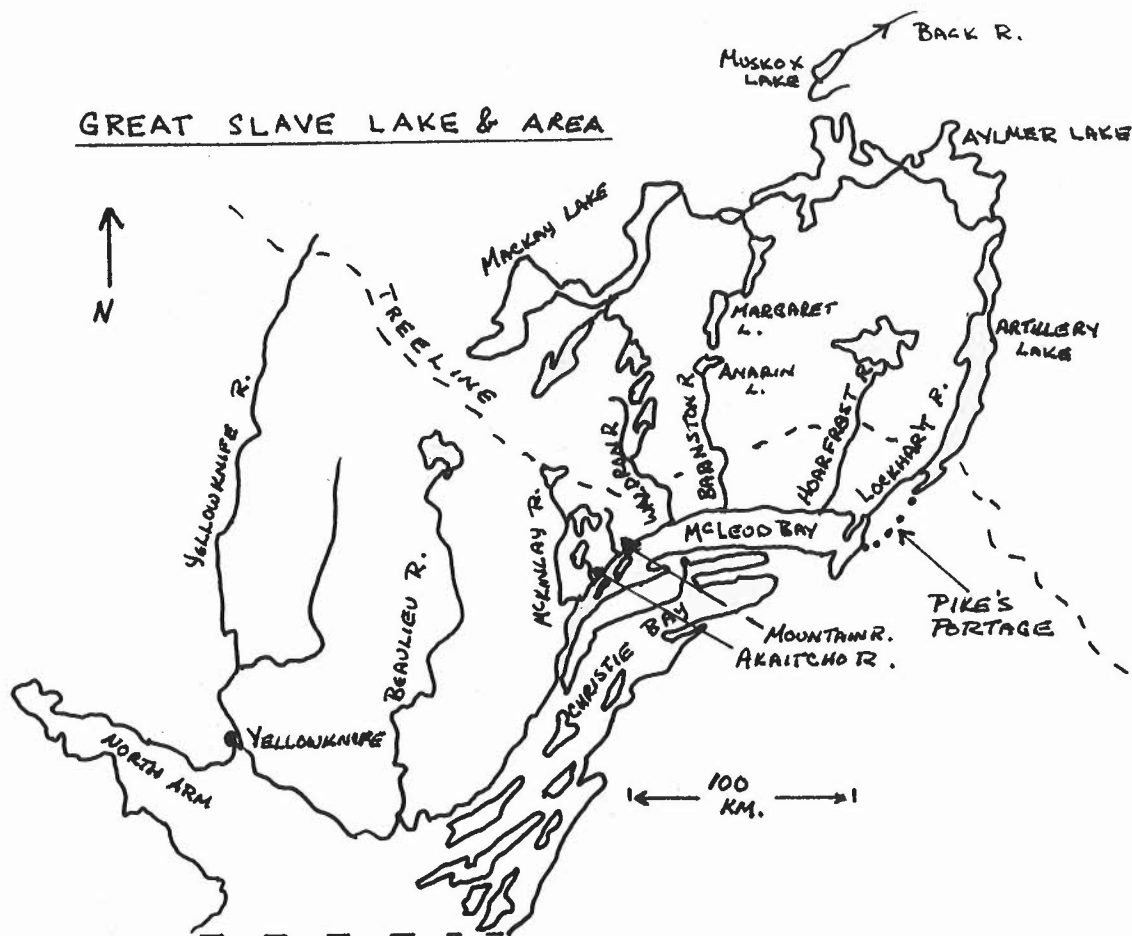 BACK R.
MUSKOX
LAKE
GREAT SLAVE LAKE & AREA
AYLMER LAKE
MACKAY LAKE
N
TREELINE
MARGARET
L.
ARTILLERY
LAKE
ANARIN
L.
YELLOWKNIFE R.
BEAULIEU R.
MCKINLAY R.
WALDRON R.
BARNSTON R.
HOARFROST R.
LOCKHART R.
MCLEOD BAY
PIKE'S
PORTAGE
MOUNTAIN R.
AKAITCHO R.
CHRISTIE BAY
YELLOWKNIFE
NORTH ARM
100
KM.